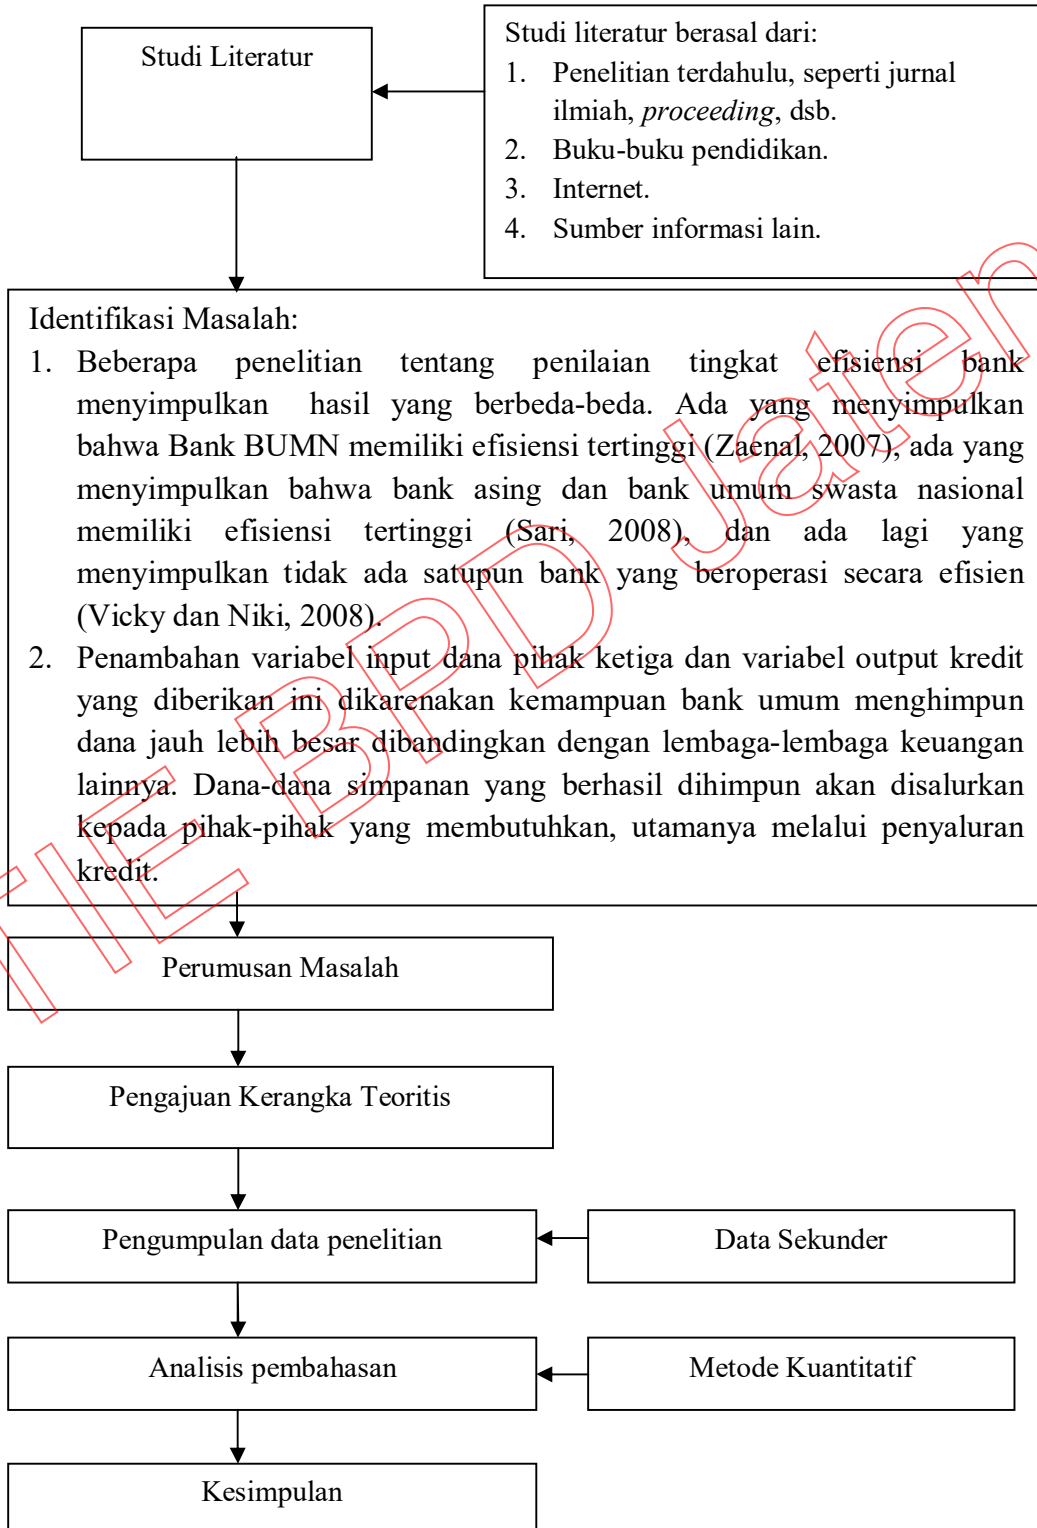 Studi Literatur
Studi literatur berasal dari:
1. Penelitian terdahulu, seperti jurnal
ilmiah, proceeding, dsb.
2. Buku-buku pendidikan.
3. Internet.
4. Sumber informasi lain.
Identifikasi Masalah:
1. Beberapa penelitian tentang penilaian tingkat efisiensi bank
menyimpulkan hasil yang berbeda-beda. Ada yang menyimpulkan
bahwa Bank BUMN memiliki efisiensi tertinggi (Zaenal, 2007), ada yang
menyimpulkan bahwa bank asing dan bank umum swasta nasional
memiliki efisiensi tertinggi (Sari, 2008), dan ada lagi yang
menyimpulkan tidak ada satupun bank yang beroperasi secara efisien
(Vicky dan Niki, 2008).
2. Penambahan variabel input dana pihak ketiga dan variabel output kredit
yang diberikan ini dikarenakan kemampuan bank umum menghimpun
dana jauh lebih besar dibandingkan dengan lembaga-lembaga keuangan
lainnya. Dana-dana simpanan yang berhasil dihimpun akan disalurkan
kepada pihak-pihak yang membutuhkan, utamanya melalui penyaluran
kredit.
Perumusan Masalah
Pengajuan Kerangka Teoritis
Pengumpulan data penelitian
Data Sekunder
Analisis pembahasan
Metode Kuantitatif
Kesimpulan
TIE BPD Jaten